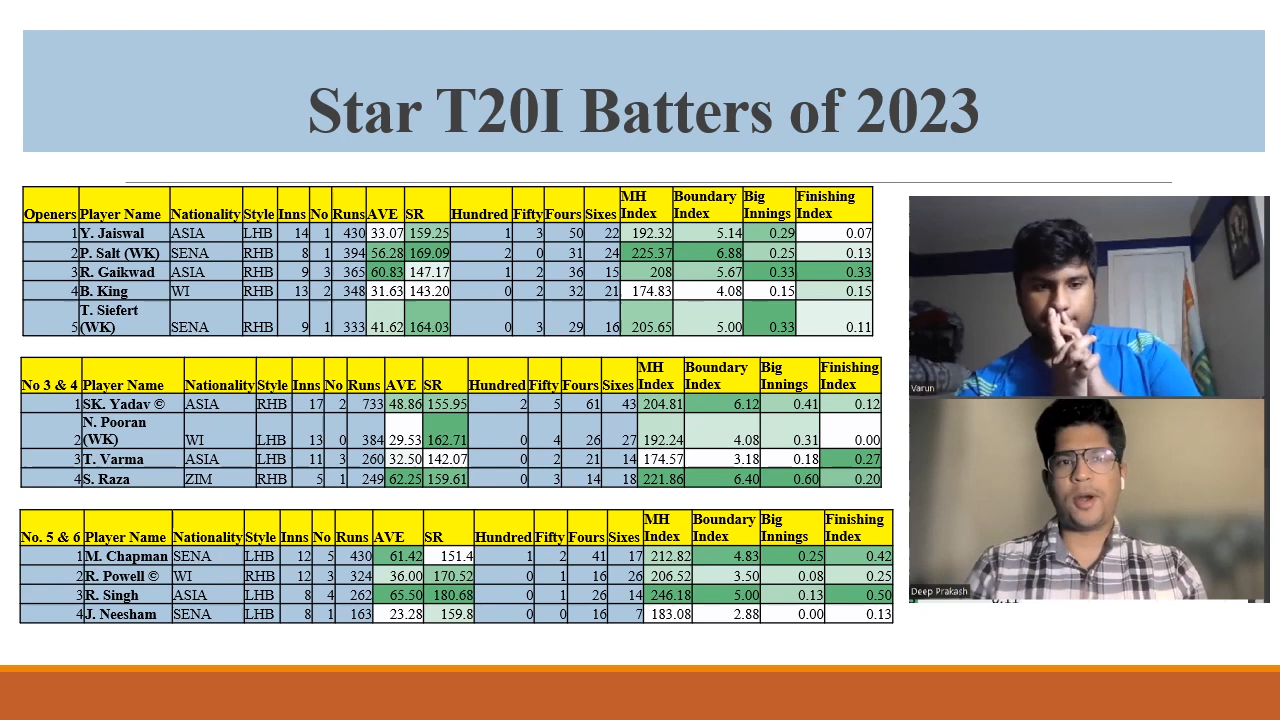 Star T20I Batters of 2023
Openers Player Name Nationality Style Inns No Runs AVE SR Hundred Fifty Fours Sixes MH Index Boundary Index Big Innings Finishing Index
1 Y. Jaiswal ASIA LHB 14 1 430 33.07 159.25 1 3 50 22 192.32 5.14 0.29 0.07
2 P. Salt (WK) SENA RHB 8 1 394 56.28 169.09 2 0 31 24 225.37 6.88 0.25 0.13
3 R. Gaikwad ASIA RHB 9 3 365 60.83 147.17 1 2 36 15 208 5.67 0.33 0.33
4 B. King WI RHB 13 2 348 31.63 143.20 0 2 32 21 174.83 4.08 0.15 0.15
5 T. Siefert (WK) SENA RHB 9 1 333 41.62 164.03 0 3 29 16 205.65 5.00 0.33 0.11
No 3 & 4 Player Name Nationality Style Inns No Runs AVE SR Hundred Fifty Fours Sixes MH Index Boundary Index Big Innings Finishing Index
1 SK. Yadav © ASIA RHB 17 2 733 48.86 155.95 2 5 61 43 204.81 6.12 0.41 0.12
2 N. Pooran (WK) WI LHB 13 0 384 29.53 162.71 0 4 26 27 192.24 4.08 0.31 0.00
3 T. Varma ASIA LHB 11 3 260 32.50 142.07 0 2 21 14 174.57 3.18 0.18 0.27
4 S. Raza ZIM RHB 5 1 249 62.25 159.61 0 3 14 18 221.86 6.40 0.60 0.20
No. 5 & 6 Player Name Nationality Style Inns No Runs AVE SR Hundred Fifty Fours Sixes MH Index Boundary Index Big Innings Finishing Index
1 M. Chapman SENA LHB 12 5 430 61.42 151.4 1 2 41 17 212.82 4.83 0.25 0.42
2 R. Powell © WI RHB 12 3 324 36.00 170.52 0 1 16 26 206.52 3.50 0.08 0.25
3 R. Singh ASIA LHB 8 4 262 65.50 180.68 0 1 26 14 246.18 5.00 0.13 0.50
4 J. Neesham SENA LHB 8 1 163 23.28 159.8 0 0 16 7 183.08 2.88 0.00 0.13
Varun
Deep Prakash